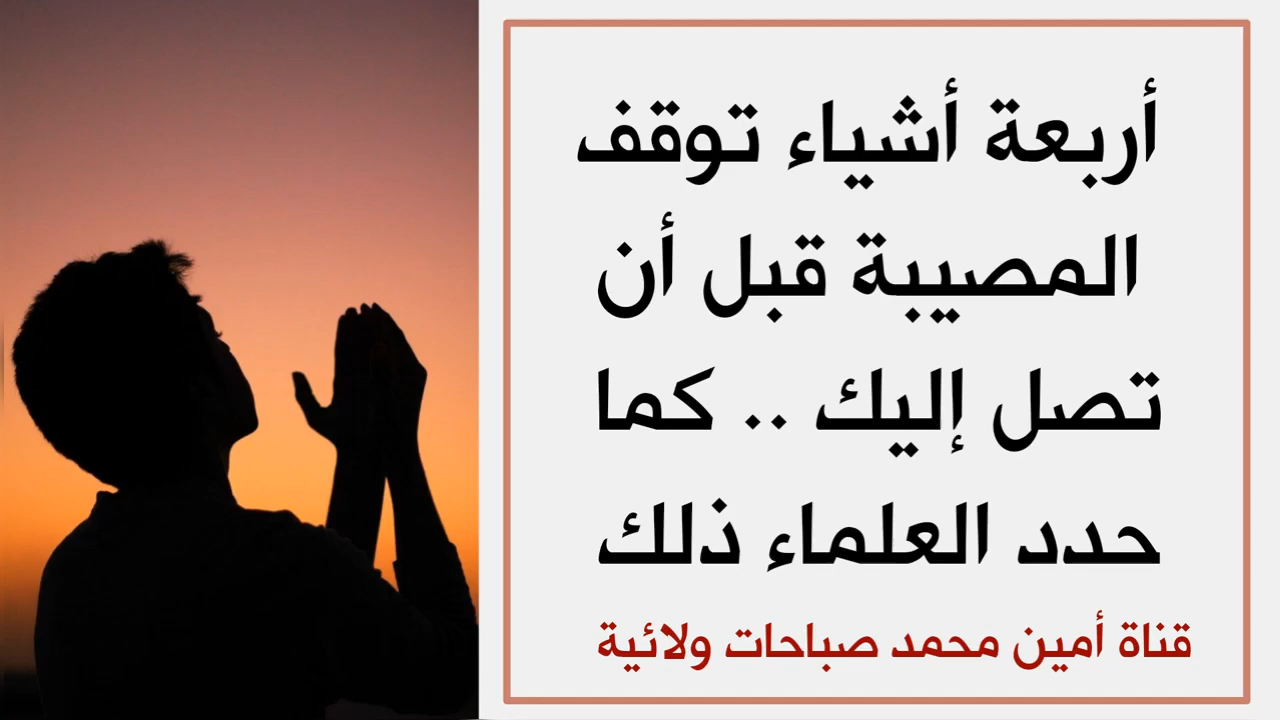 أربعة أشياء توقف
المصيبة قبل أن
تصل إليك .. كما
حدد العلماء ذلك
قناة أمين محمد صباحات ولائية